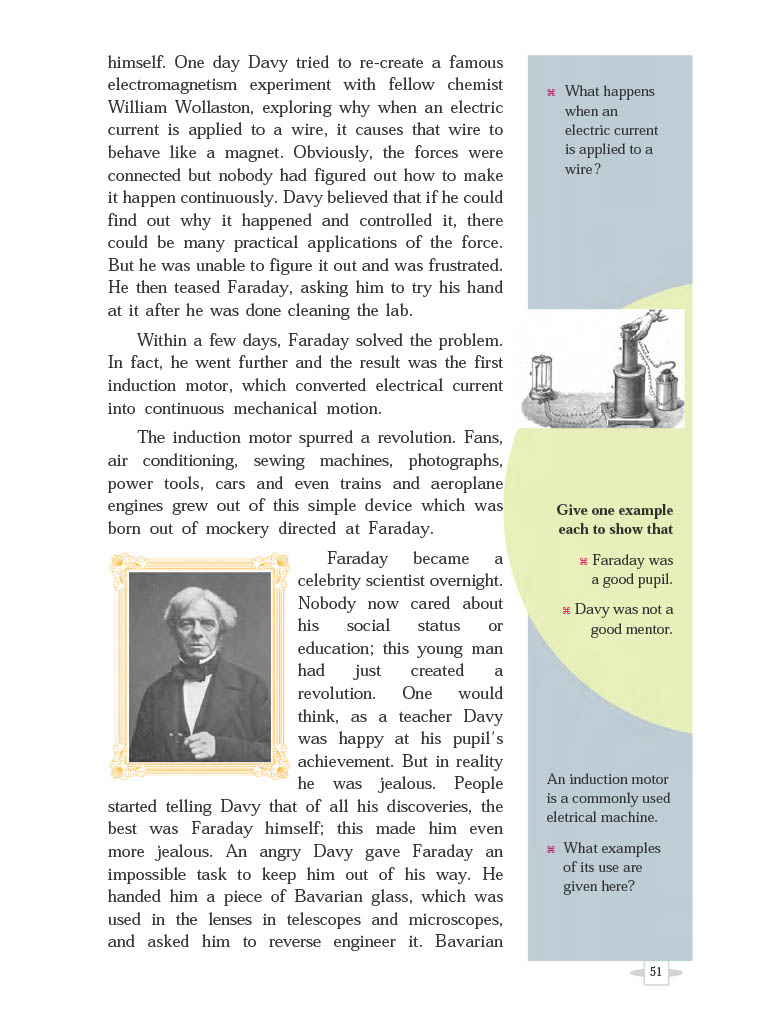 himself. One day Davy tried to re-create a famous
electromagnetism experiment with fellow chemist
William Wollaston, exploring why when an electric
current is applied to a wire, it causes that wire to
behave like a magnet. Obviously, the forces were
connected but nobody had figured out how to make
it happen continuously. Davy believed that if he could
find out why it happened and controlled it, there
could be many practical applications of the force.
But he was unable to figure it out and was frustrated.
He then teased Faraday, asking him to try his hand
at it after he was done cleaning the lab.
Within a few days, Faraday solved the problem.
In fact, he went further and the result was the first
induction motor, which converted electrical current
into continuous mechanical motion.
The induction motor spurred a revolution. Fans,
air conditioning, sewing machines, photographs,
power tools, cars and even trains and aeroplane
engines grew out of this simple device which was
born out of mockery directed at Faraday.
Faraday became a
celebrity scientist overnight.
Nobody now cared about
his social status or
education; this young man
had just created a
revolution. One would
think, as a teacher Davy
was happy at his pupil's
achievement. But in reality
he was jealous. People
started telling Davy that of all his discoveries, the
best was Faraday himself; this made him even
more jealous. An angry Davy gave Faraday an
impossible task to keep him out of his way. He
handed him a piece of Bavarian glass, which was
used in the lenses in telescopes and microscopes,
and asked him to reverse engineer it. Bavarian
⌘ What happens
when an
electric current
is applied to a
wire?
Give one example
each to show that
⌘ Faraday was
a good pupil.
⌘ Davy was not a
good mentor.
An induction motor
is a commonly used
eletrical machine.
⌘ What examples
of its use are
given here?
51